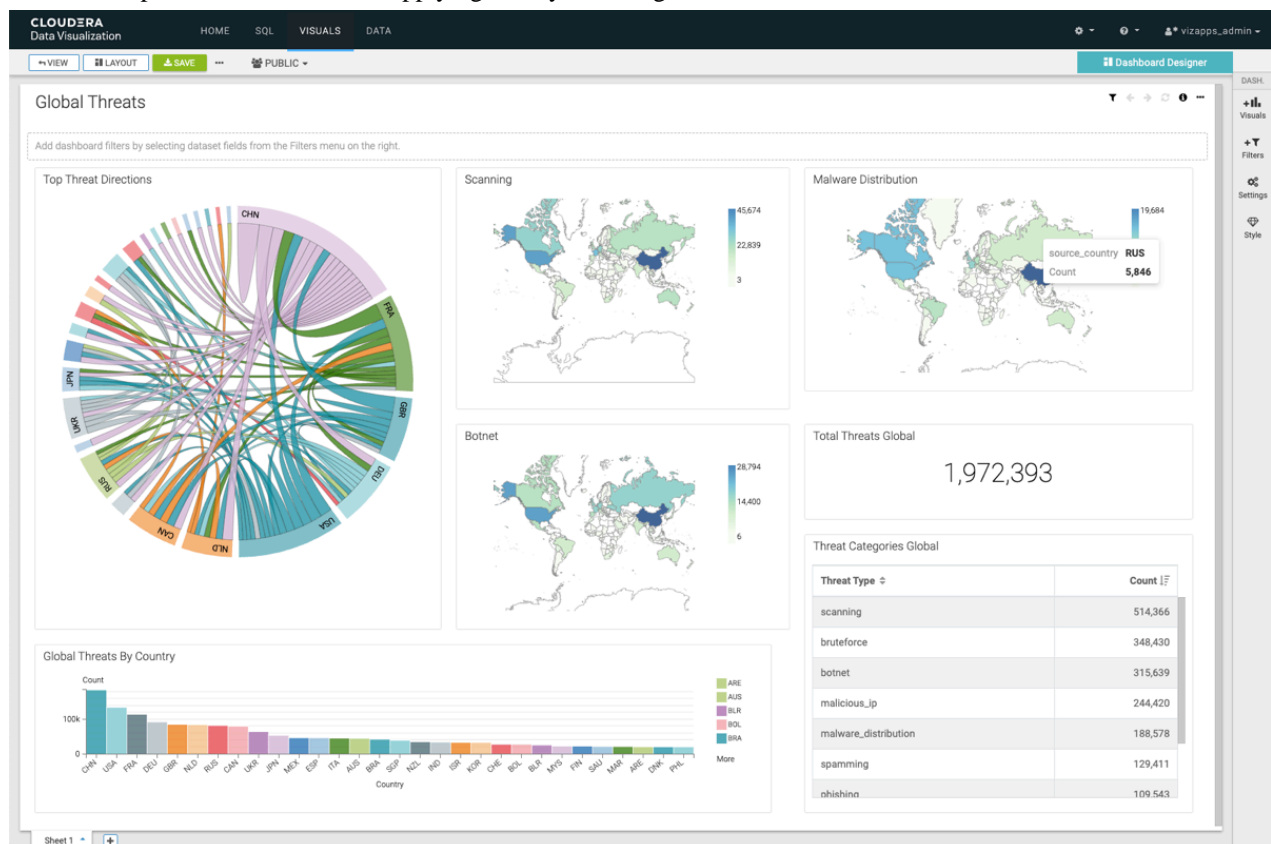 CLOUDERA
Data Visualization
HOME SQL VISUALS DATA
vizapps_admin
VIEW LAYOUT SAVE PUBLIC
Dashboard Designer
DASH.
Visuals
Filters
Settings
Style
Global Threats
Add dashboard filters by selecting dataset fields from the Filters menu on the right.
Top Threat Directions
CHN
FRA
GBR
DEU
USA
NLD
CAN
RUS
UKR
JPN
Scanning
45,674
22,839
3
Malware Distribution
19,684
source_country RUS
Count 5,846
Botnet
28,794
14,400
6
Total Threats Global
1,972,393
Threat Categories Global
Threat Type Count
scanning 514,366
bruteforce 348,430
botnet 315,639
malicious_ip 244,420
malware_distribution 188,578
spamming 129,411
phishing 109,543
Global Threats By Country
Count
100k
0
CHN USA FRA DEU GBR NLD RUS CAN UKR JPN MEX ESP ITA AUS BRA SGP NZL IND ISR KOR CHE BOL BLR MYS FIN SAU MAR ARE DNK PHL
Country
ARE
AUS
BLR
BOL
BRA
More
Sheet 1